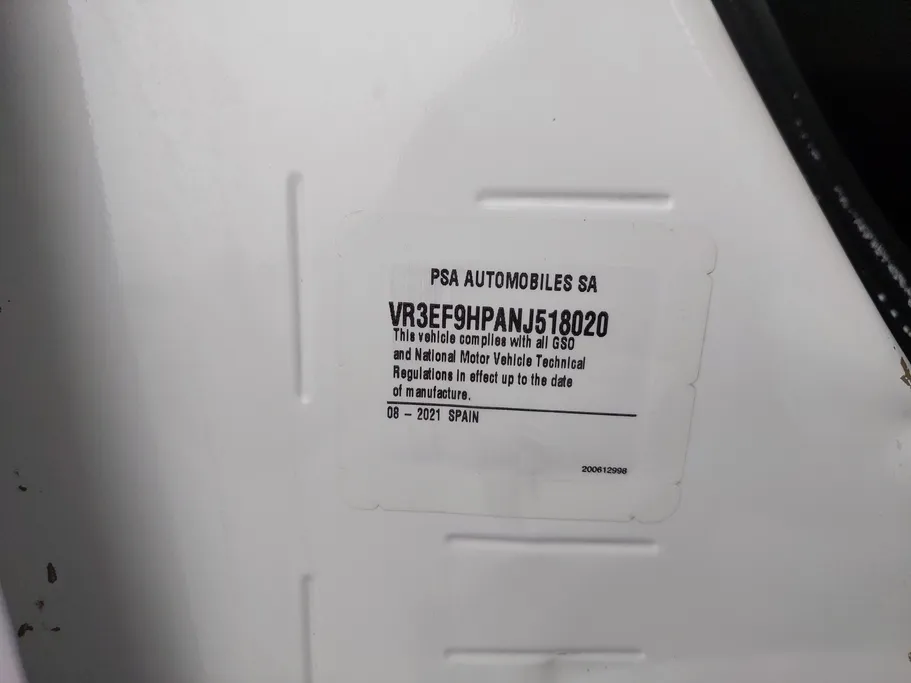 PSA AUTOMOBILES SA
VR3EF9HPANJ518020
This vehicle complies with all GSO
and National Motor Vehicle Technical
Regulations in effect up to the date
of manufacture.
08 - 2021 SPAIN
200612998